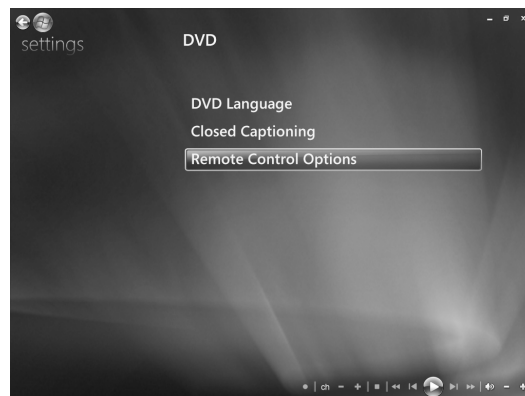 settings
DVD
DVD Language
Closed Captioning
Remote Control Options
ch